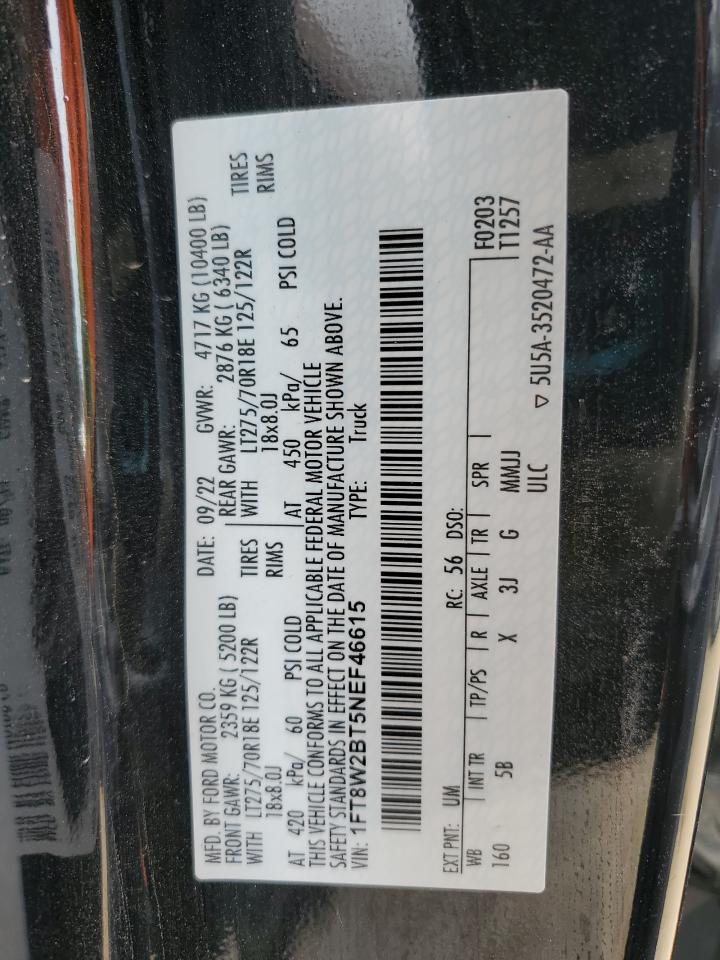 MFD. BY FORD MOTOR CO. DATE: 09/22 GVWR: 4717 KG (10400 LB)
FRONT GAWR: 2359 KG ( 5200 LB) REAR GAWR: 2876 KG ( 6340 LB)
WITH LT275/70R18E 125/122R TIRES WITH LT275/70R18E 125/122R TIRES
18x8.0J RIMS 18x8.0J RIMS
AT 420 kPa/ 60 PSI COLD AT 450 kPa/ 65 PSI COLD
THIS VEHICLE CONFORMS TO ALL APPLICABLE FEDERAL MOTOR VEHICLE
SAFETY STANDARDS IN EFFECT ON THE DATE OF MANUFACTURE SHOWN ABOVE.
VIN: 1FT8W2BT5NEF46615 TYPE: Truck
EXT PNT: UM RC: 56 DSO: F0203
WB INT TR TP/PS R AXLE TR SPR T1257
160 5B X 3J G MMJJ
ULC ▽ 5U5A-3520472-AA